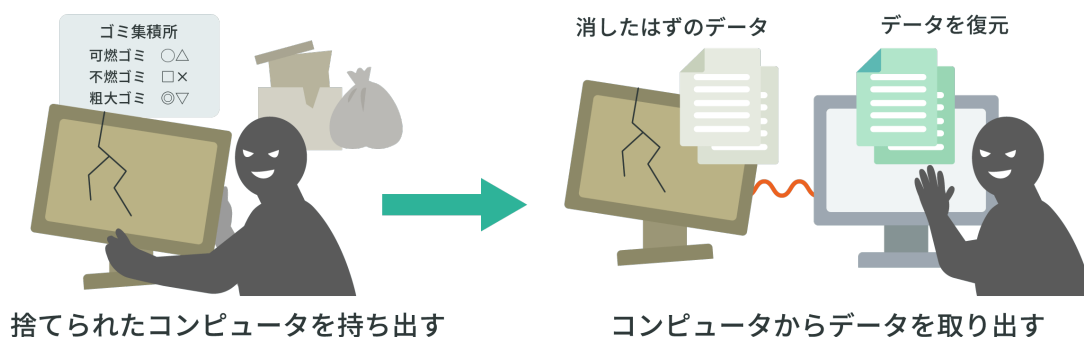 ゴミ集積所
可燃ゴミ ○△
不燃ゴミ □×
粗大ゴミ ◎▽
捨てられたコンピュータを持ち出す
消したはずのデータ
データを復元
コンピュータからデータを取り出す